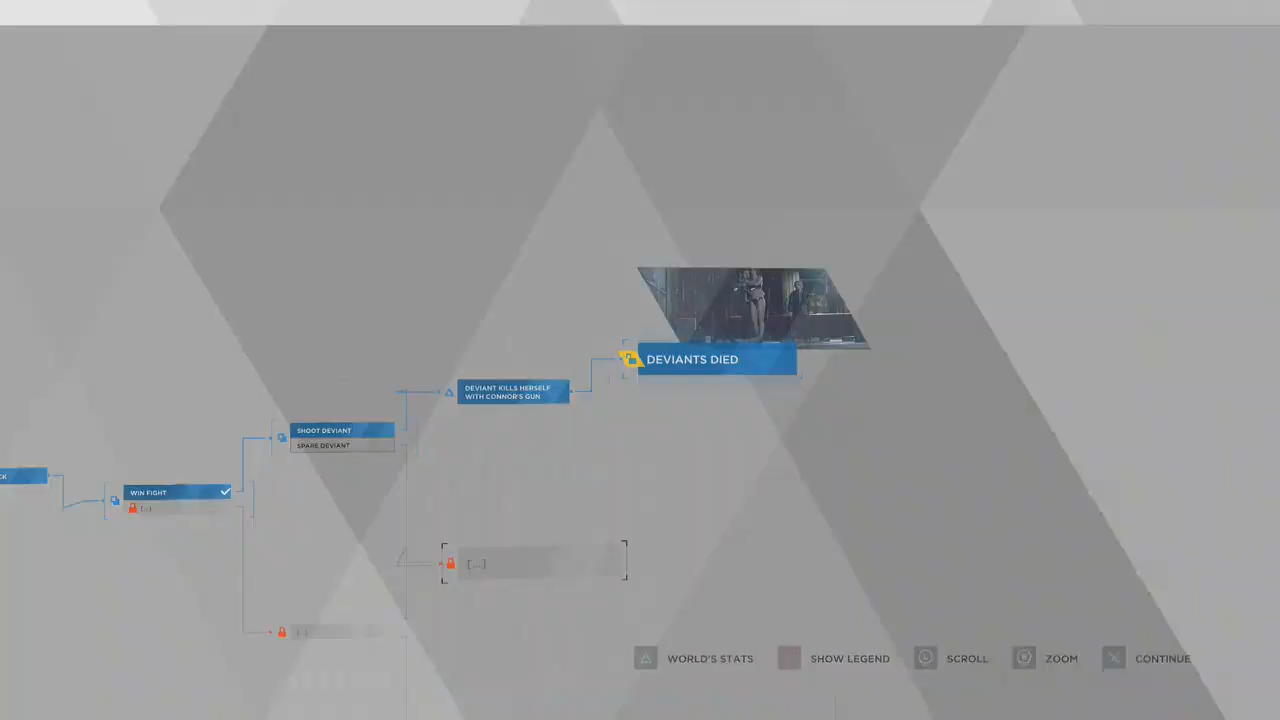 DEVIANTS DIED
DEVIANT KILLS HERSELF
WITH CONNOR'S GUN
SHOOT DEVIANT
SPARE DEVIANT
CK
WIN FIGHT
[...]
[...]
[...]
WORLD'S STATS
SHOW LEGEND
SCROLL
ZOOM
CONTINUE